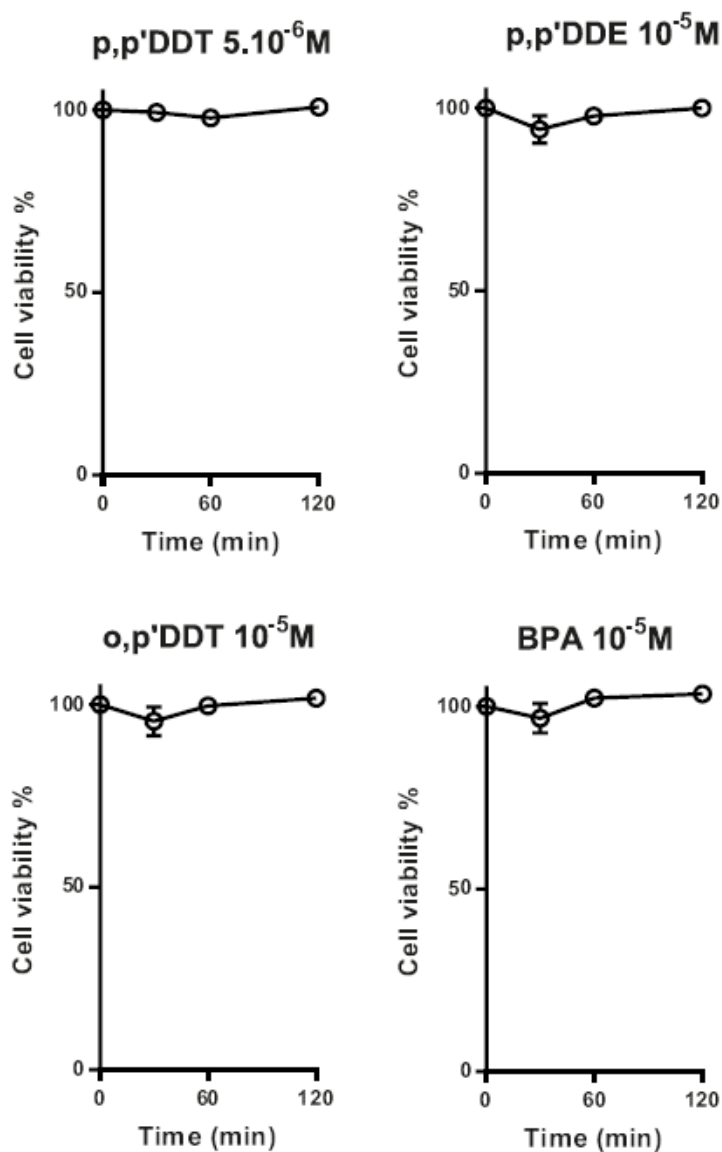 p,p'DDT 5.10⁻⁶M
100
50
0
Cell viability %
0 60 120
Time (min)
p,p'DDE 10⁻⁵M
100
50
0
Cell viability %
0 60 120
Time (min)
o,p'DDT 10⁻⁵M
100
50
0
Cell viability %
0 60 120
Time (min)
BPA 10⁻⁵M
100
50
0
Cell viability %
0 60 120
Time (min)